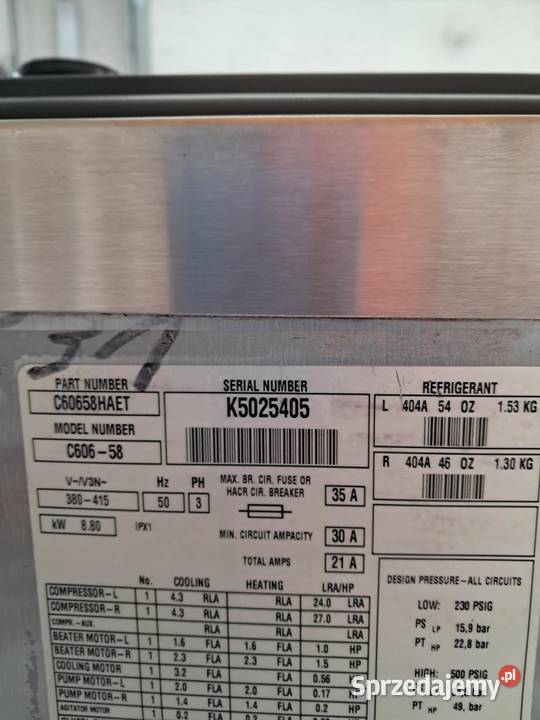 37
PART NUMBER
C60658HAET
MODEL NUMBER
C606-58
SERIAL NUMBER
K5025405
REFRIGERANT
L 404A 54 OZ 1.53 KG
R 404A 46 OZ 1.30 KG
V~/V3N~ Hz PH
380-415 50 3
kW 8.80 IPX1
MAX. BR. CIR. FUSE OR
HACR CIR. BREAKER 35 A
MIN. CIRCUIT AMPACITY 30 A
TOTAL AMPS 21 A
No. COOLING HEATING LRA/HP
COMPRESSOR-L 1 4.3 RLA RLA 24.0 LRA
COMPRESSOR-R 1 4.3 RLA RLA 27.0 LRA
COMPR.-AUX. RLA RLA LRA
BEATER MOTOR-L 1 1.6 FLA 1.6 FLA 1.0 HP
BEATER MOTOR-R 1 2.3 FLA 2.3 FLA 1.5 HP
COOLING MOTOR 1 3.2 FLA FLA 0.56
PUMP MOTOR-L 1 2.0 FLA 2.0 FLA 0.17
PUMP MOTOR-R 1 1.4 FLA 1.4 FLA 0.2 HP
AGITATOR MOTOR 1 0.2 FLA
DESIGN PRESSURE-ALL CIRCUITS
LOW: 230 PSIG
PS LP 15,9 bar
PT HP 22,8 bar
HIGH: 500 PSIG
PT HP 49, bar
Sprzedajemy.pl